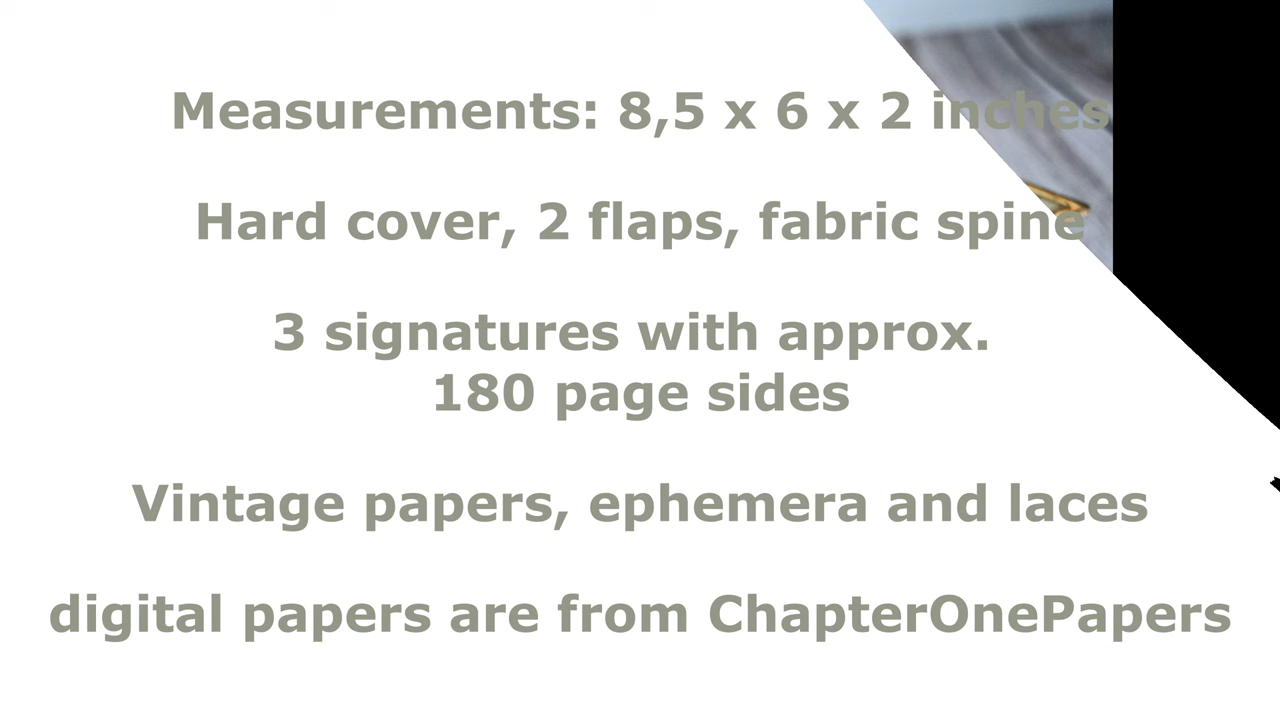 Measurements: 8,5 x 6 x 2 inches
Hard cover, 2 flaps, fabric spine
3 signatures with approx.
180 page sides
Vintage papers, ephemera and laces
digital papers are from ChapterOnePapers